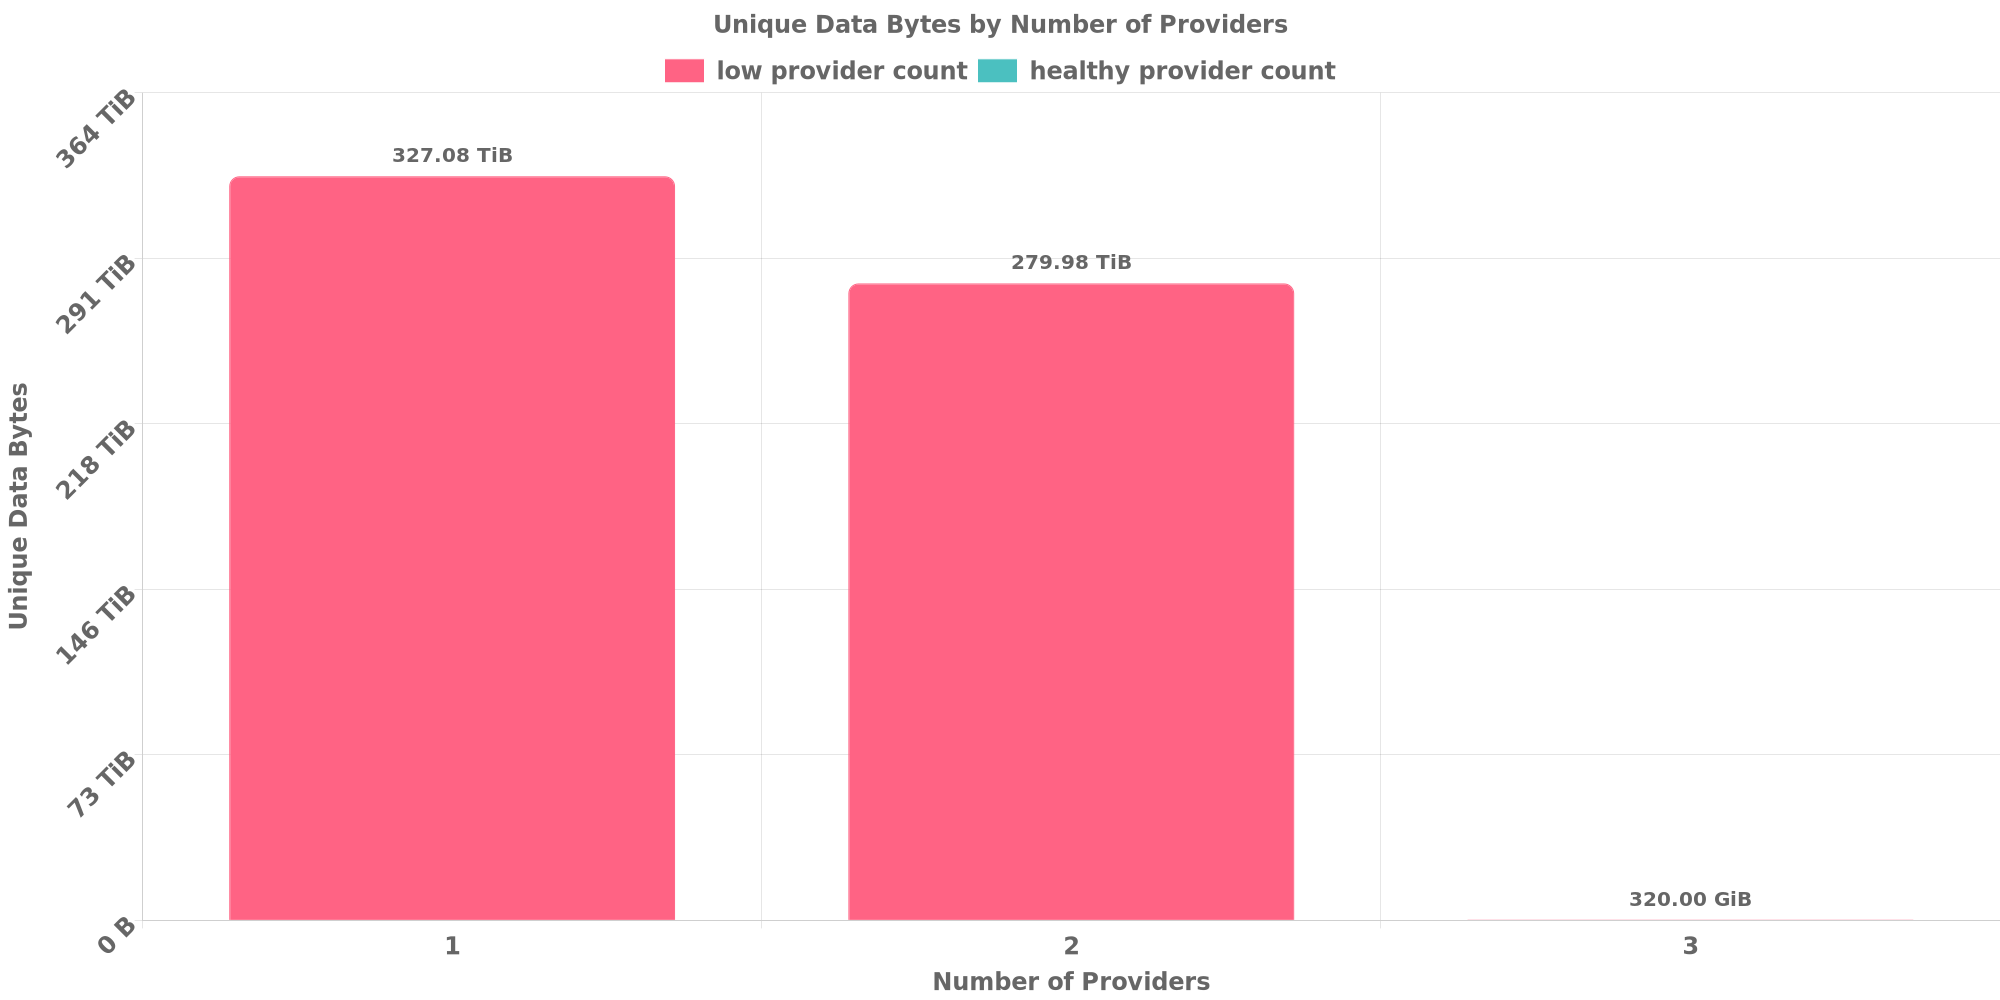 Unique Data Bytes by Number of Providers
low provider count healthy provider count
364 TiB
291 TiB
218 TiB
146 TiB
73 TiB
0 B
Unique Data Bytes
327.08 TiB
279.98 TiB
320.00 GiB
1 2 3
Number of Providers